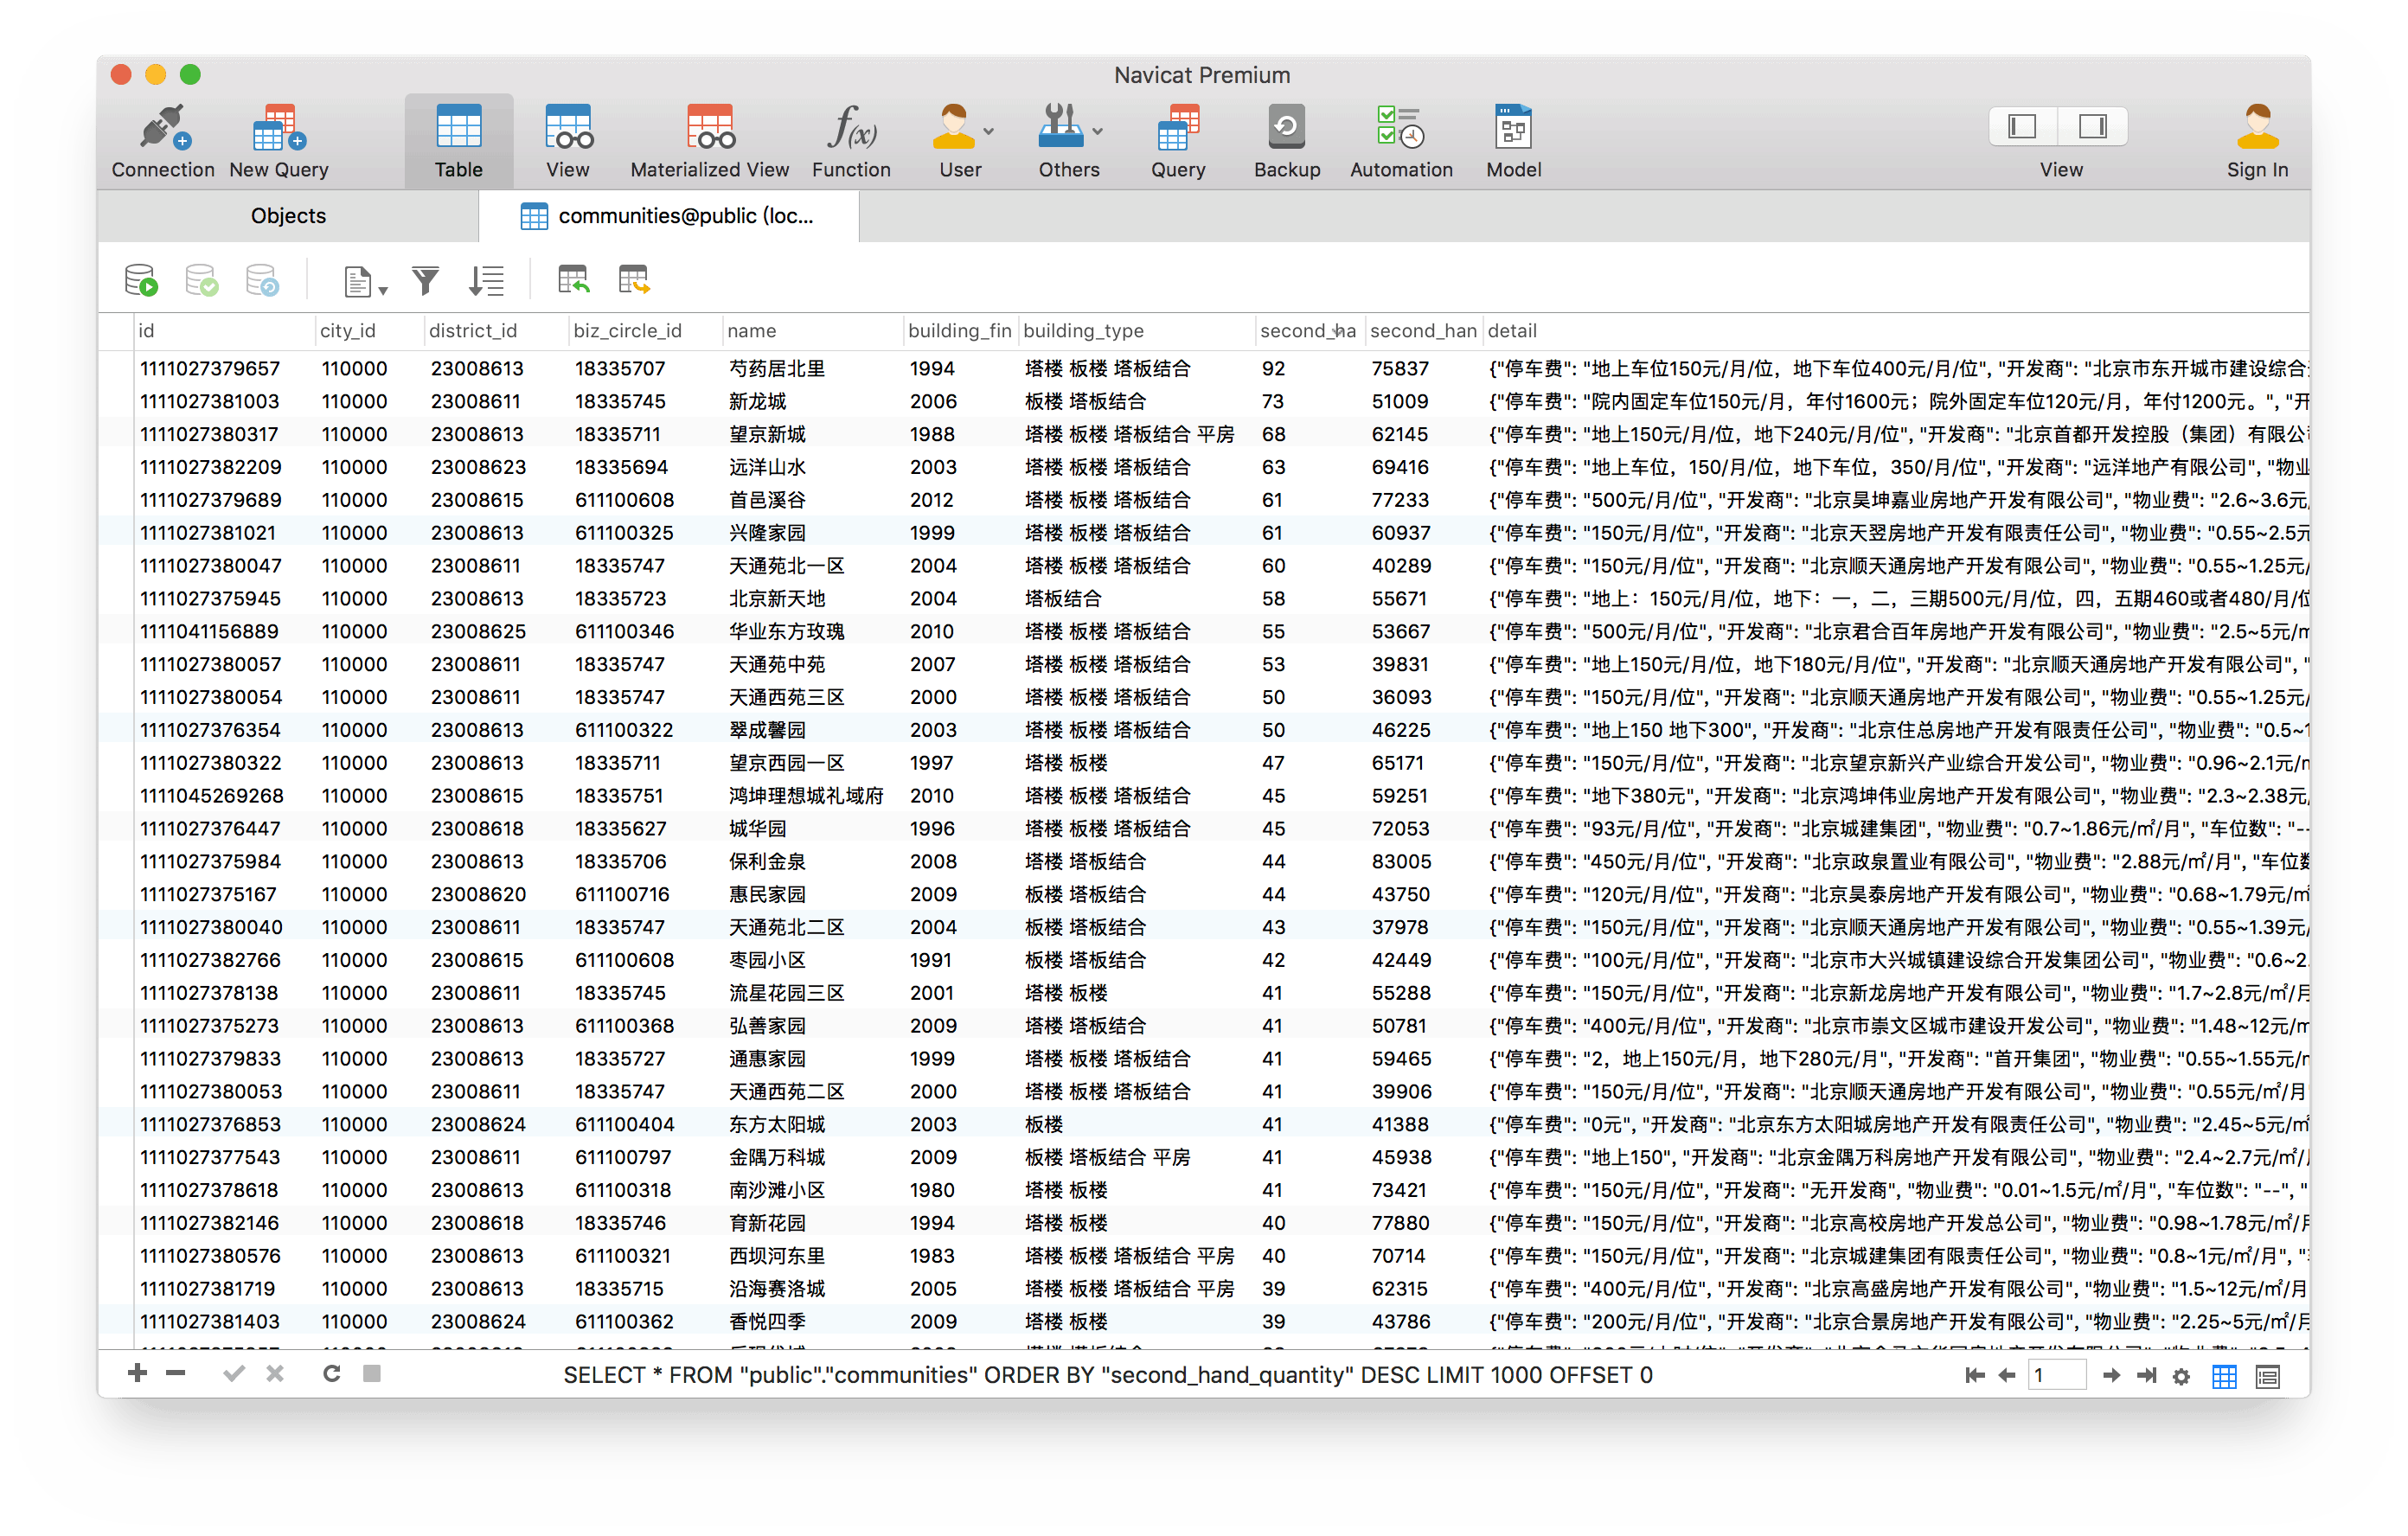 Navicat Premium
Connection New Query Table View Materialized View Function User Others Query Backup Automation Model View Sign In
Objects communities@public (loc...
id city_id district_id biz_circle_id name building_fin building_type second_ha second_han detail
1111027379657 110000 23008613 18335707 芍药居北里 1994 塔楼 板楼 塔板结合 92 75837 {"停车费": "地上车位150元/月/位，地下车位400元/月/位", "开发商": "北京市东开城市建设综合
1111027381003 110000 23008611 18335745 新龙城 2006 板楼 塔板结合 73 51009 {"停车费": "院内固定车位150元/月，年付1600元；院外固定车位120元/月，年付1200元。", "开
1111027380317 110000 23008613 18335711 望京新城 1988 塔楼 板楼 塔板结合 平房 68 62145 {"停车费": "地上150元/月/位，地下240元/月/位", "开发商": "北京首都开发控股（集团）有限公
1111027382209 110000 23008623 18335694 远洋山水 2003 塔楼 板楼 塔板结合 63 69416 {"停车费": "地上车位，150/月/位，地下车位，350/月/位", "开发商": "远洋地产有限公司", "物业
1111027379689 110000 23008615 611100608 首邑溪谷 2012 塔楼 板楼 塔板结合 61 77233 {"停车费": "500元/月/位", "开发商": "北京昊坤嘉业房地产开发有限公司", "物业费": "2.6~3.6元
1111027381021 110000 23008613 611100325 兴隆家园 1999 塔楼 板楼 塔板结合 61 60937 {"停车费": "150元/月/位", "开发商": "北京天翌房地产开发有限责任公司", "物业费": "0.55~2.5元
1111027380047 110000 23008611 18335747 天通苑北一区 2004 塔楼 板楼 塔板结合 60 40289 {"停车费": "150元/月/位", "开发商": "北京顺天通房地产开发有限公司", "物业费": "0.55~1.25元/
1111027375945 110000 23008613 18335723 北京新天地 2004 塔板结合 58 55671 {"停车费": "地上：150元/月/位，地下：一，二，三期500元/月/位，四，五期460或者480/月/位
1111041156889 110000 23008625 611100346 华业东方玫瑰 2010 塔楼 板楼 塔板结合 55 53667 {"停车费": "500元/月/位", "开发商": "北京君合百年房地产开发有限公司", "物业费": "2.5~5元/㎡
1111027380057 110000 23008611 18335747 天通苑中苑 2007 塔楼 板楼 塔板结合 53 39831 {"停车费": "地上150元/月/位，地下180元/月/位", "开发商": "北京顺天通房地产开发有限公司", "
1111027380054 110000 23008611 18335747 天通西苑三区 2000 塔楼 板楼 塔板结合 50 36093 {"停车费": "150元/月/位", "开发商": "北京顺天通房地产开发有限公司", "物业费": "0.55~1.25元/
1111027376354 110000 23008613 611100322 翠成馨园 2003 塔楼 板楼 塔板结合 50 46225 {"停车费": "地上150 地下300", "开发商": "北京住总房地产开发有限责任公司", "物业费": "0.5~1
1111027380322 110000 23008613 18335711 望京西园一区 1997 塔楼 板楼 47 65171 {"停车费": "150元/月/位", "开发商": "北京望京新兴产业综合开发公司", "物业费": "0.96~2.1元/
1111045269268 110000 23008615 18335751 鸿坤理想城礼域府 2010 塔楼 板楼 塔板结合 45 59251 {"停车费": "地下380元", "开发商": "北京鸿坤伟业房地产开发有限公司", "物业费": "2.3~2.38元/
1111027376447 110000 23008618 18335627 城华园 1996 塔楼 板楼 塔板结合 45 72053 {"停车费": "93元/月/位", "开发商": "北京城建集团", "物业费": "0.7~1.86元/㎡/月", "车位数": "--
1111027375984 110000 23008613 18335706 保利金泉 2008 塔楼 塔板结合 44 83005 {"停车费": "450元/月/位", "开发商": "北京政泉置业有限公司", "物业费": "2.88元/㎡/月", "车位数
1111027375167 110000 23008620 611100716 惠民家园 2009 板楼 塔板结合 44 43750 {"停车费": "120元/月/位", "开发商": "北京昊泰房地产开发有限公司", "物业费": "0.68~1.79元/㎡
1111027380040 110000 23008611 18335747 天通苑北二区 2004 板楼 塔板结合 43 37978 {"停车费": "150元/月/位", "开发商": "北京顺天通房地产开发有限公司", "物业费": "0.55~1.39元/
1111027382766 110000 23008615 611100608 枣园小区 1991 板楼 塔板结合 42 42449 {"停车费": "100元/月/位", "开发商": "北京市大兴城镇建设综合开发集团公司", "物业费": "0.6~2.
1111027378138 110000 23008611 18335745 流星花园三区 2001 塔楼 板楼 41 55288 {"停车费": "150元/月/位", "开发商": "北京新龙房地产开发有限公司", "物业费": "1.7~2.8元/㎡/月
1111027375273 110000 23008613 611100368 弘善家园 2009 塔楼 塔板结合 41 50781 {"停车费": "400元/月/位", "开发商": "北京市崇文区城市建设开发公司", "物业费": "1.48~12元/㎡
1111027379833 110000 23008613 18335727 通惠家园 1999 塔楼 板楼 塔板结合 41 59465 {"停车费": "2，地上150元/月，地下280元/月", "开发商": "首开集团", "物业费": "0.55~1.55元/
1111027380053 110000 23008611 18335747 天通西苑二区 2000 塔楼 板楼 塔板结合 41 39906 {"停车费": "150元/月/位", "开发商": "北京顺天通房地产开发有限公司", "物业费": "0.55元/㎡/月
1111027376853 110000 23008624 611100404 东方太阳城 2003 板楼 41 41388 {"停车费": "0元", "开发商": "北京东方太阳城房地产开发有限责任公司", "物业费": "2.45~5元/㎡
1111027377543 110000 23008611 611100797 金隅万科城 2009 板楼 塔板结合 平房 41 45938 {"停车费": "地上150", "开发商": "北京金隅万科房地产开发有限公司", "物业费": "2.4~2.7元/㎡/
1111027378618 110000 23008613 611100318 南沙滩小区 1980 塔楼 板楼 41 73421 {"停车费": "150元/月/位", "开发商": "无开发商", "物业费": "0.01~1.5元/㎡/月", "车位数": "--", "
1111027382146 110000 23008618 18335746 育新花园 1994 塔楼 板楼 40 77880 {"停车费": "150元/月/位", "开发商": "北京高校房地产开发总公司", "物业费": "0.98~1.78元/㎡/月
1111027380576 110000 23008613 611100321 西坝河东里 1983 塔楼 板楼 塔板结合 平房 40 70714 {"停车费": "150元/月/位", "开发商": "北京城建集团有限责任公司", "物业费": "0.8~1元/㎡/月", "
1111027381719 110000 23008613 18335715 沿海赛洛城 2005 塔楼 板楼 塔板结合 平房 39 62315 {"停车费": "400元/月/位", "开发商": "北京高盛房地产开发有限公司", "物业费": "1.5~12元/㎡/月
1111027381403 110000 23008624 611100362 香悦四季 2009 塔楼 板楼 39 43786 {"停车费": "200元/月/位", "开发商": "北京合景房地产开发有限公司", "物业费": "2.25~5元/㎡/月
SELECT * FROM "public"."communities" ORDER BY "second_hand_quantity" DESC LIMIT 1000 OFFSET 0 1